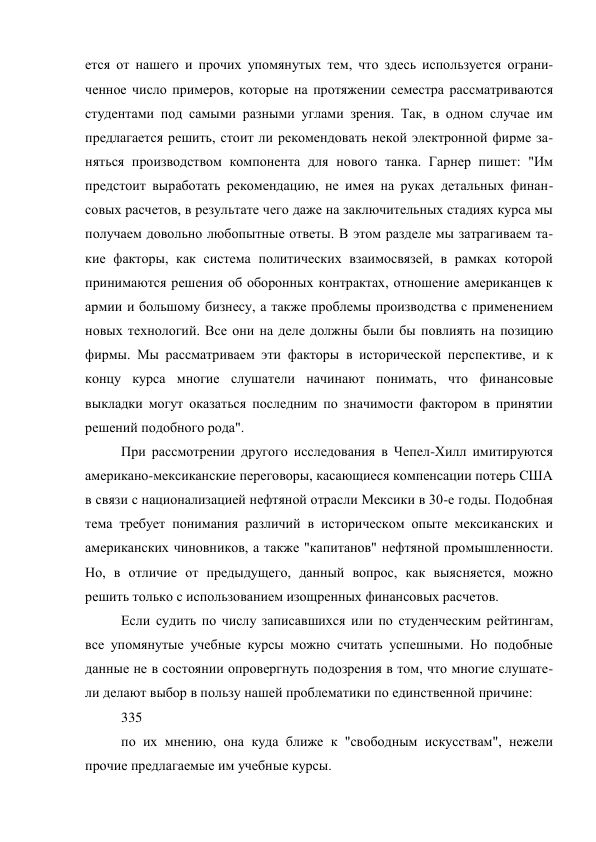 ется от нашего и прочих упомянутых тем, что здесь используется ограни-
ченное число примеров, которые на протяжении семестра рассматриваются
студентами под самыми разными углами зрения. Так, в одном случае им
предлагается решить, стоит ли рекомендовать некой электронной фирме за-
няться производством компонента для нового танка. Гарнер пишет: "Им
предстоит выработать рекомендацию, не имея на руках детальных финан-
совых расчетов, в результате чего даже на заключительных стадиях курса мы
получаем довольно любопытные ответы. В этом разделе мы затрагиваем та-
кие факторы, как система политических взаимосвязей, в рамках которой
принимаются решения об оборонных контрактах, отношение американцев к
армии и большому бизнесу, а также проблемы производства с применением
новых технологий. Все они на деле должны были бы повлиять на позицию
фирмы. Мы рассматриваем эти факторы в исторической перспективе, и к
концу курса многие слушатели начинают понимать, что финансовые
выкладки могут оказаться последним по значимости фактором в принятии
решений подобного рода".
При рассмотрении другого исследования в Чепел-Хилл имитируются
американо-мексиканские переговоры, касающиеся компенсации потерь США
в связи с национализацией нефтяной отрасли Мексики в 30-е годы. Подобная
тема требует понимания различий в историческом опыте мексиканских и
американских чиновников, а также "капитанов" нефтяной промышленности.
Но, в отличие от предыдущего, данный вопрос, как выясняется, можно
решить только с использованием изощренных финансовых расчетов.
Если судить по числу записавшихся или по студенческим рейтингам,
все упомянутые учебные курсы можно считать успешными. Но подобные
данные не в состоянии опровергнуть подозрения в том, что многие слушате-
ли делают выбор в пользу нашей проблематики по единственной причине:
335
по их мнению, она куда ближе к "свободным искусствам", нежели
прочие предлагаемые им учебные курсы.